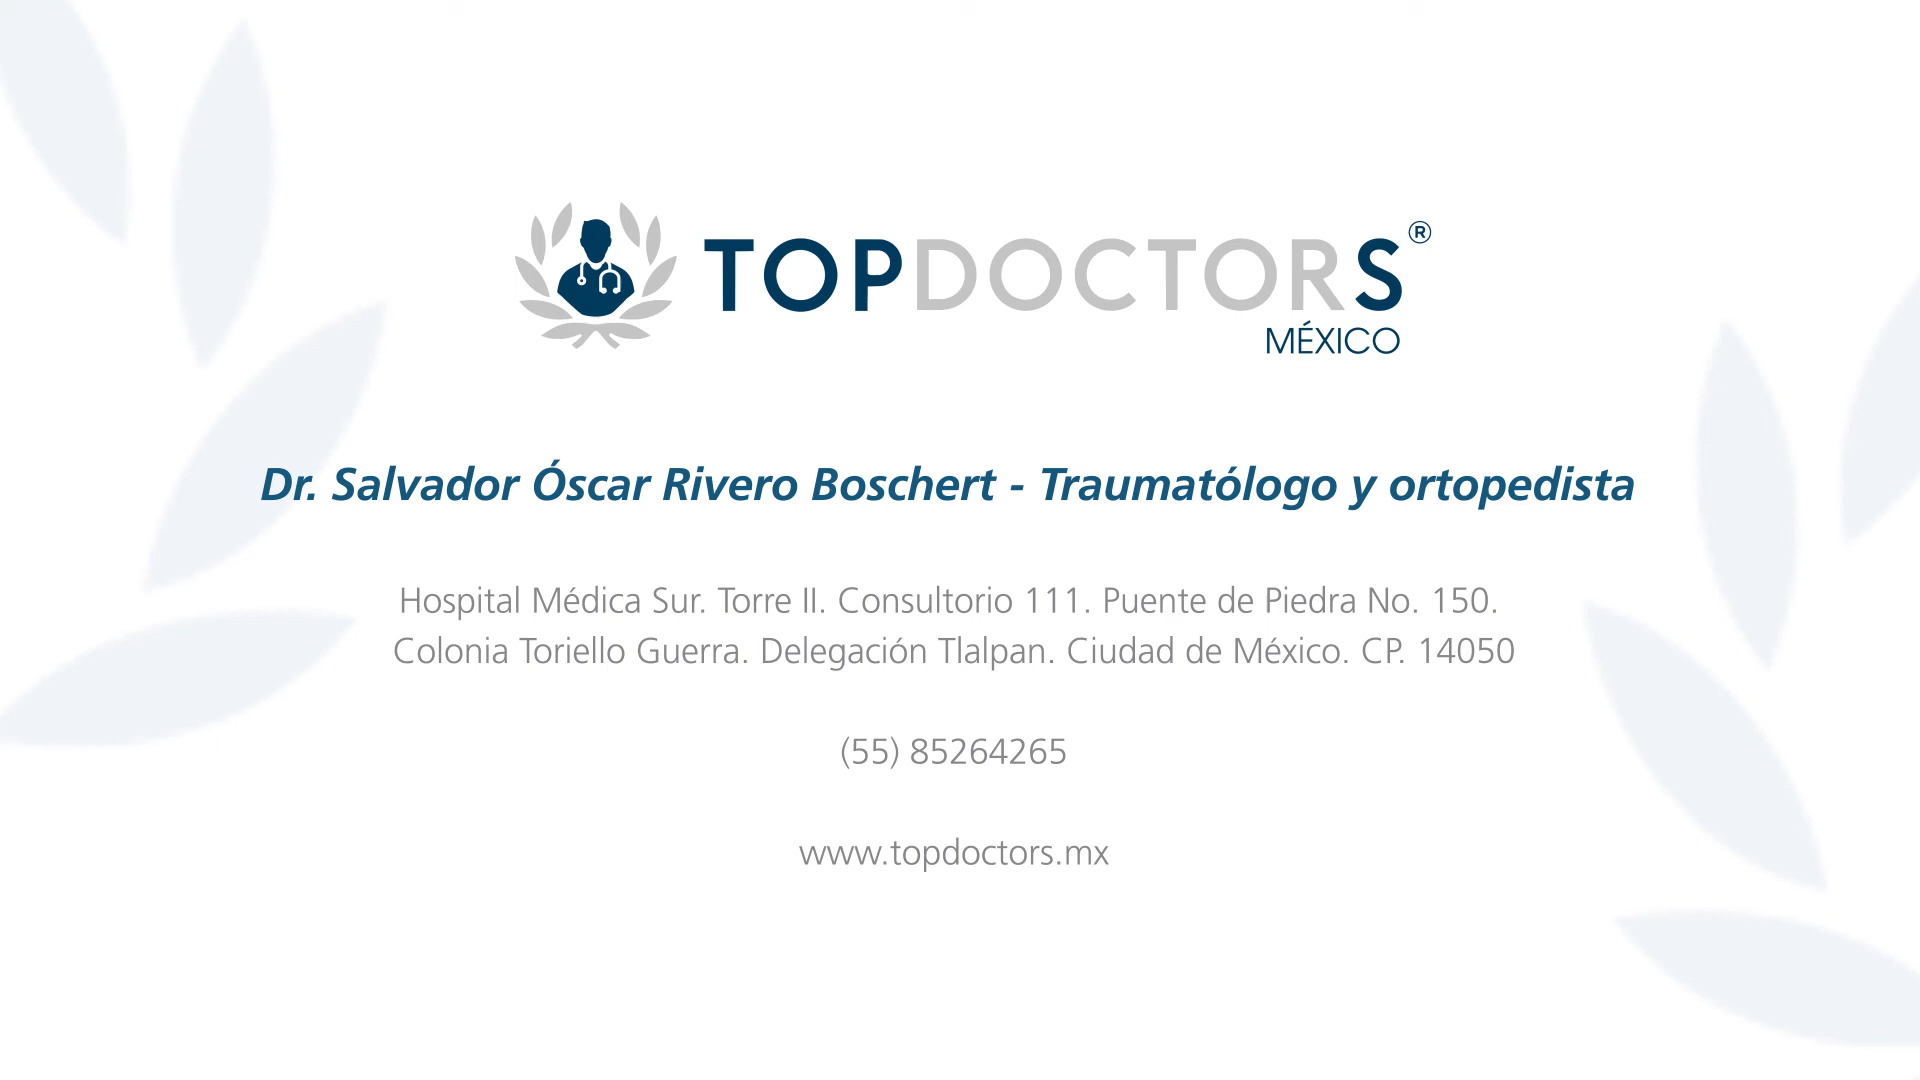 TOPDOCTORS®
MÉXICO
Dr. Salvador Óscar Rivero Boschert - Traumatólogo y ortopedista
Hospital Médica Sur. Torre II. Consultorio 111. Puente de Piedra No. 150.
Colonia Toriello Guerra. Delegación Tlalpan. Ciudad de México. CP. 14050
(55) 85264265
www.topdoctors.mx